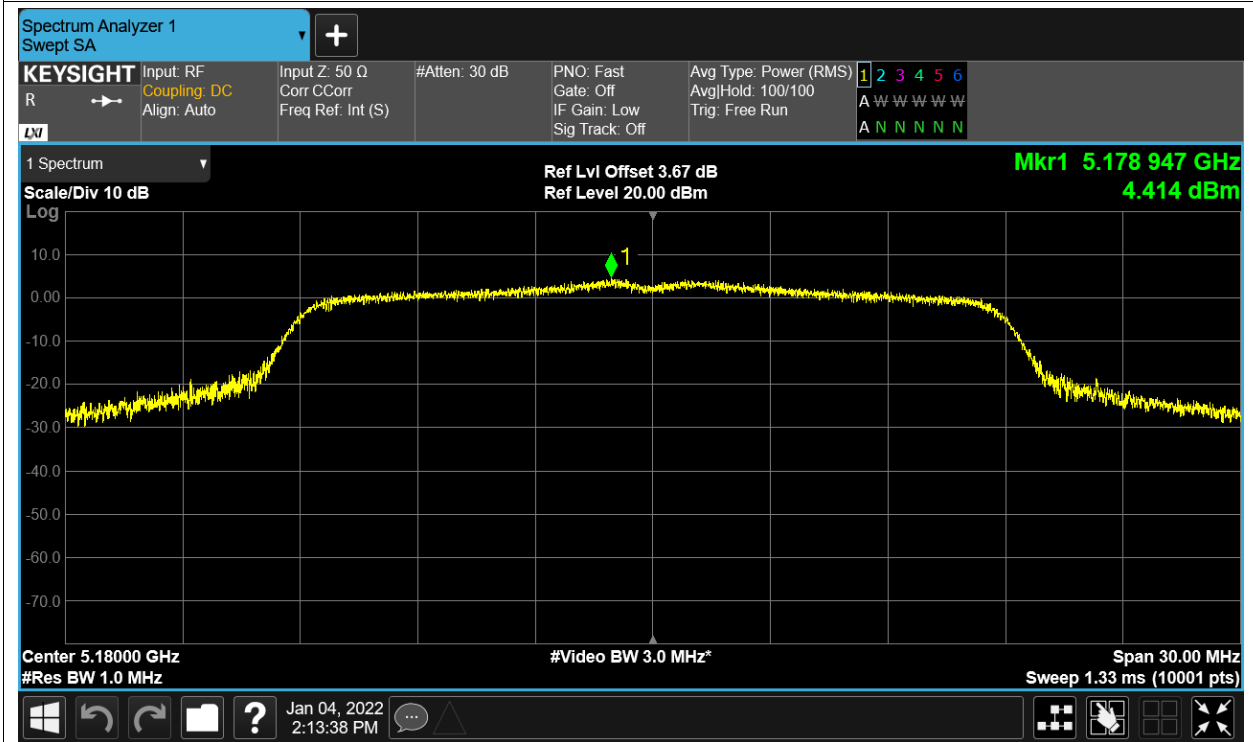 Spectrum Analyzer 1
Swept SA
+
KEYSIGHT
R
LXI
Input: RF
Coupling: DC
Align: Auto
Input Z: 50 Ω
Corr CCorr
Freq Ref: Int (S)
#Atten: 30 dB
PNO: Fast
Gate: Off
IF Gain: Low
Sig Track: Off
Avg Type: Power (RMS)
Avg|Hold: 100/100
Trig: Free Run
1 2 3 4 5 6
A W W W W W
A N N N N N
1 Spectrum
Scale/Div 10 dB
Ref Lvl Offset 3.67 dB
Ref Level 20.00 dBm
Mkr1 5.178 947 GHz
4.414 dBm
Log
10.0
0.00
-10.0
-20.0
-30.0
-40.0
-50.0
-60.0
-70.0
1
Center 5.18000 GHz
#Res BW 1.0 MHz
#Video BW 3.0 MHz*
Span 30.00 MHz
Sweep 1.33 ms (10001 pts)
?
Jan 04, 2022
2:13:38 PM